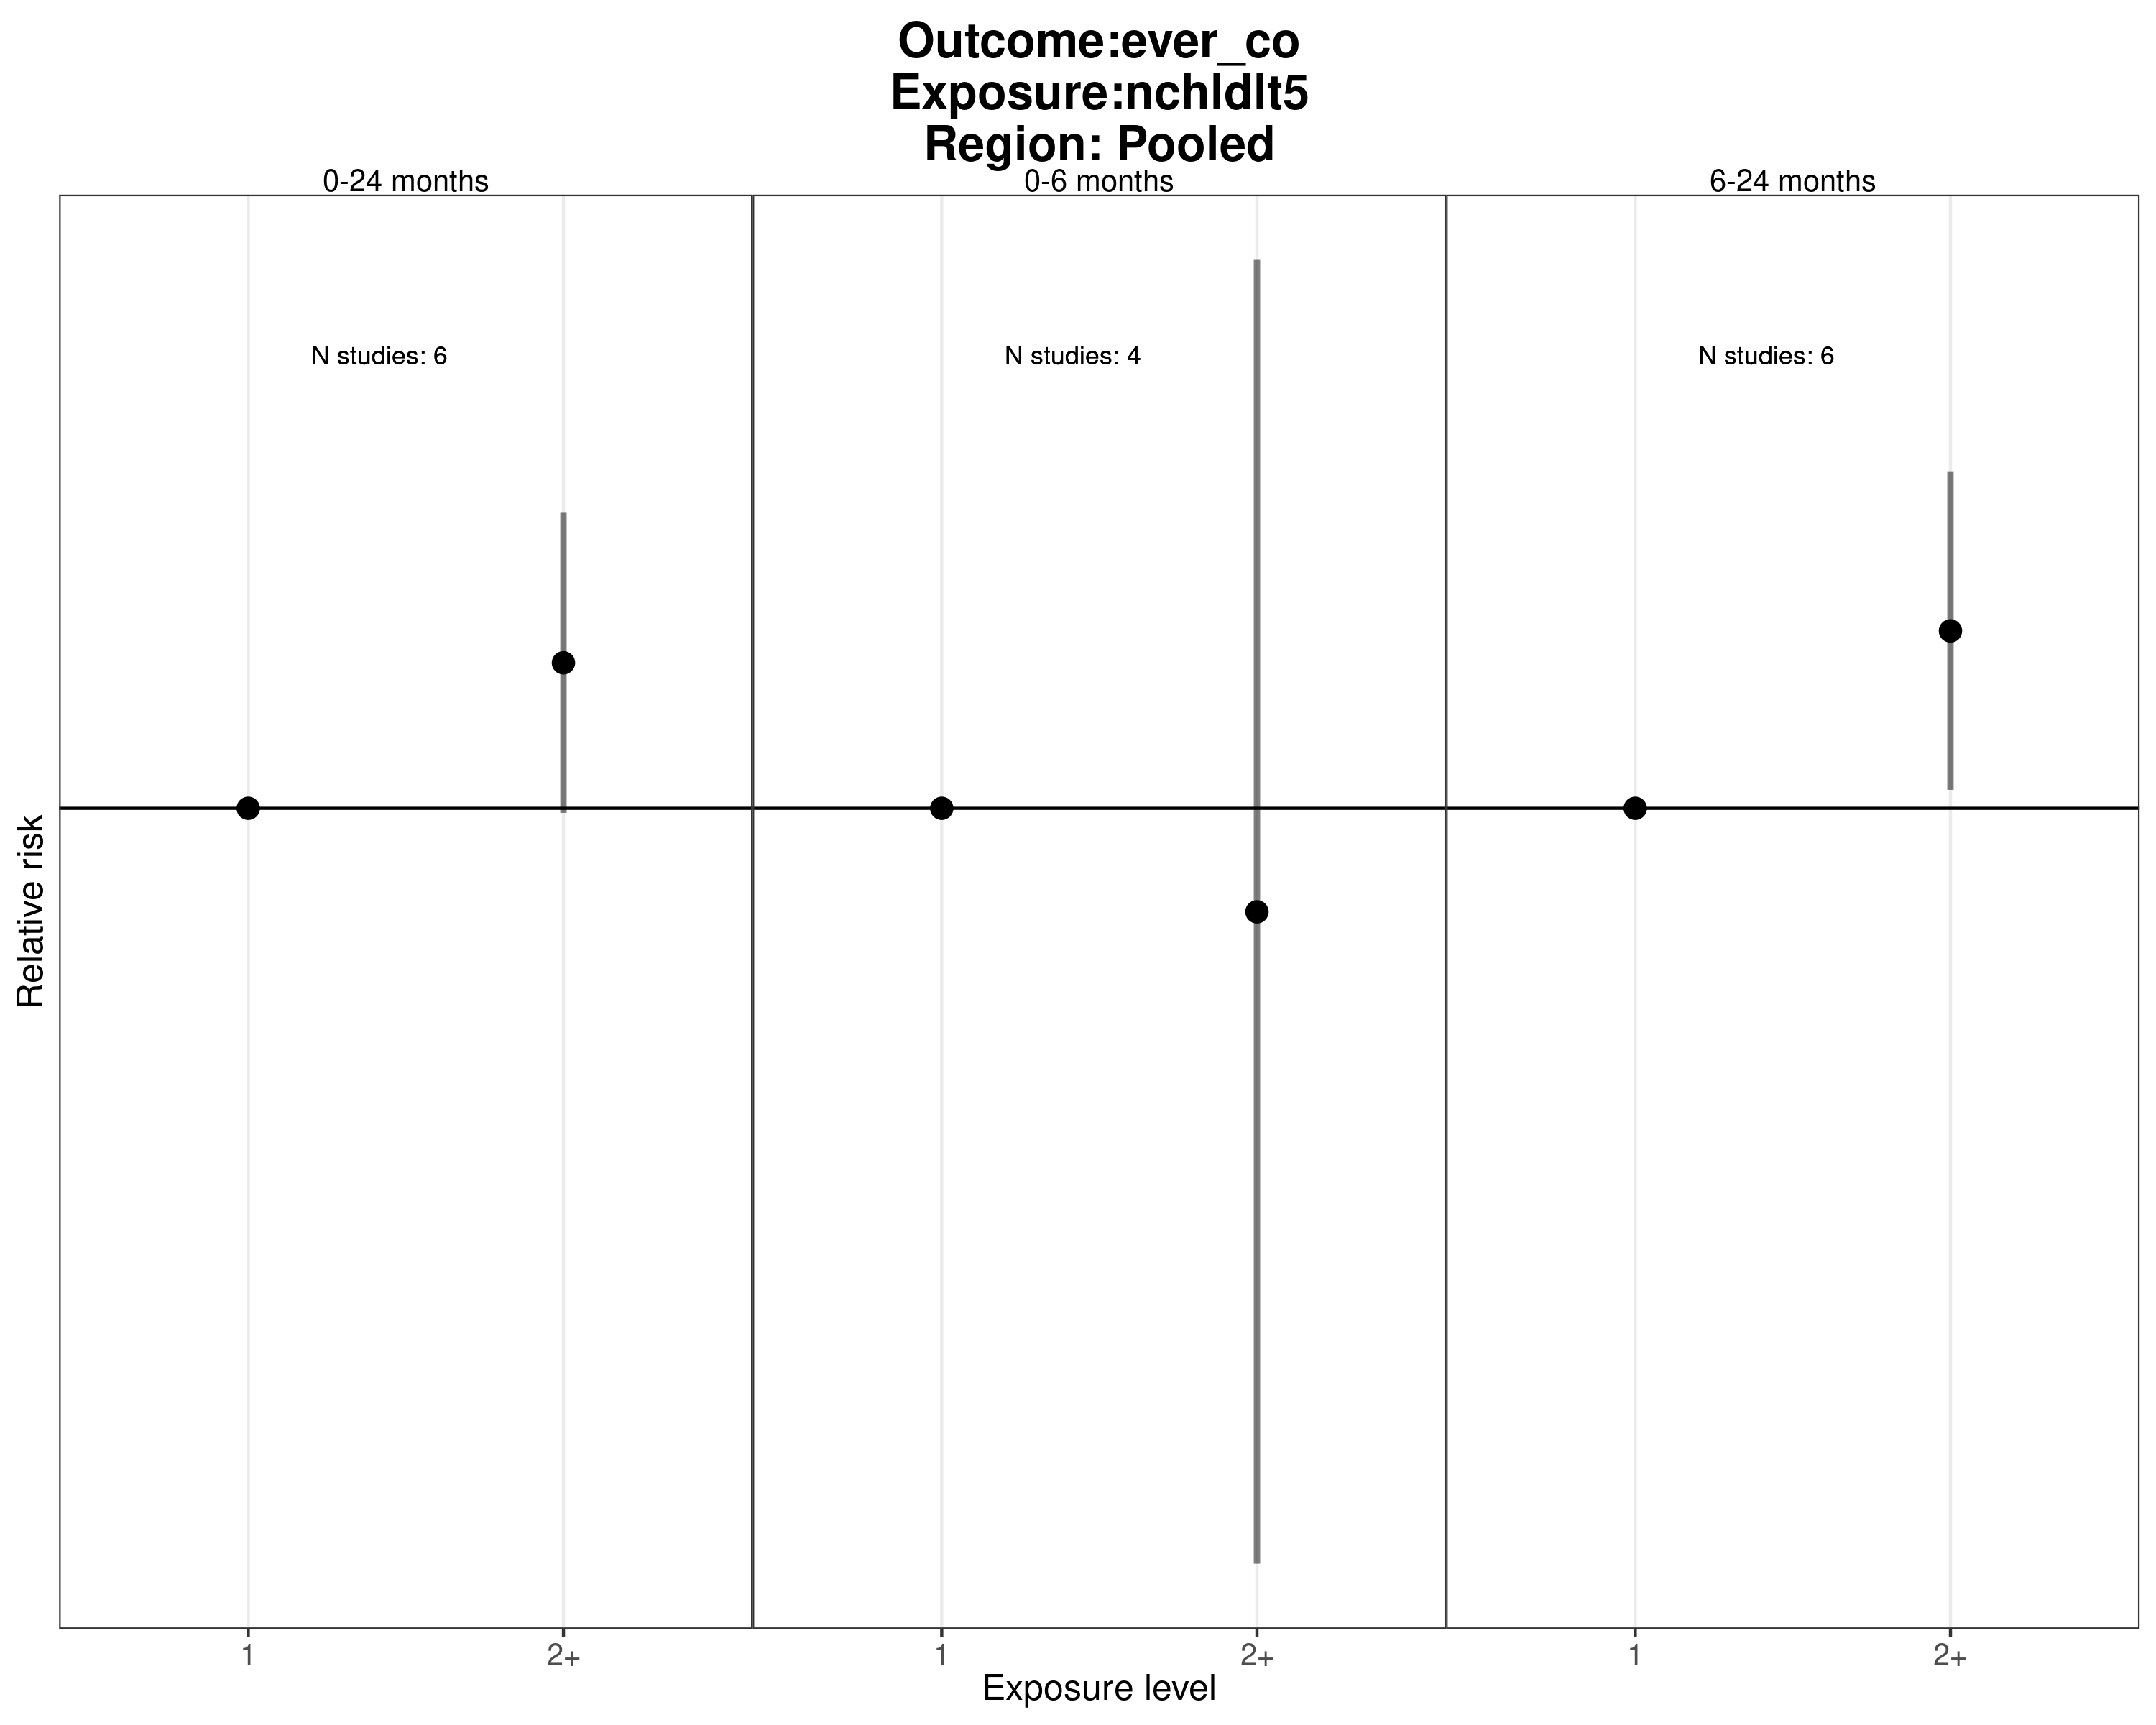 Outcome:ever_co
Exposure:nchldlt5
Region: Pooled
0-24 months
0-6 months
6-24 months
N studies: 6
N studies: 4
N studies: 6
Relative risk
1
2+
1
2+
1
2+
Exposure level